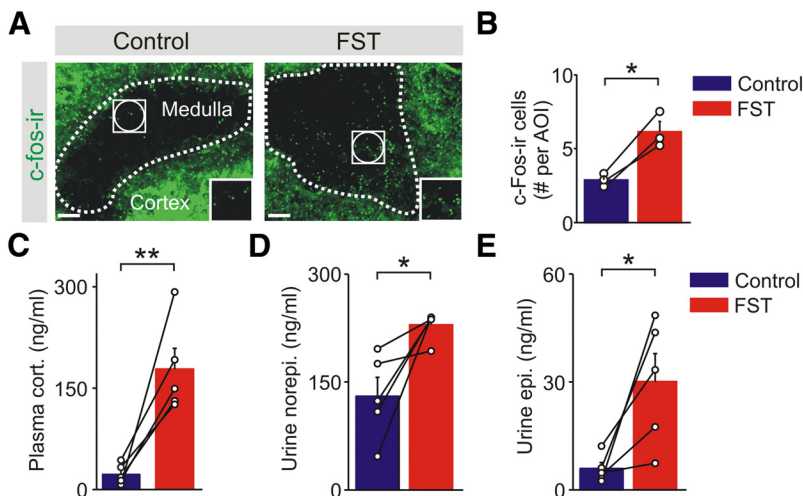 A
Control
FST
c-fos-ir
Medulla
Cortex
B
*
c-Fos-ir cells
(# per AOI)
10
5
0
Control
FST
C
**
Plasma cort. (ng/ml)
300
150
0
D
*
Urine norepi. (ng/ml)
300
150
0
E
*
Urine epi. (ng/ml)
60
30
0
Control
FST